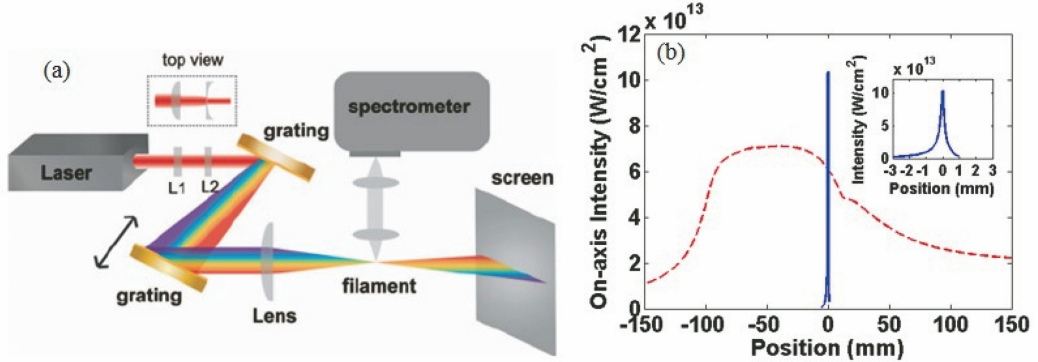 (a)
top view
Laser
L1 L2
grating
grating
Lens
spectrometer
filament
screen
(b)
x 10^13
On-axis Intensity (W/cm^2)
12
10
8
6
4
2
0
-150 -100 -50 0 50 100 150
Position (mm)
x 10^13
Intensity (W/cm^2)
10
5
0
-3 -2 -1 0 1 2 3
Position (mm)